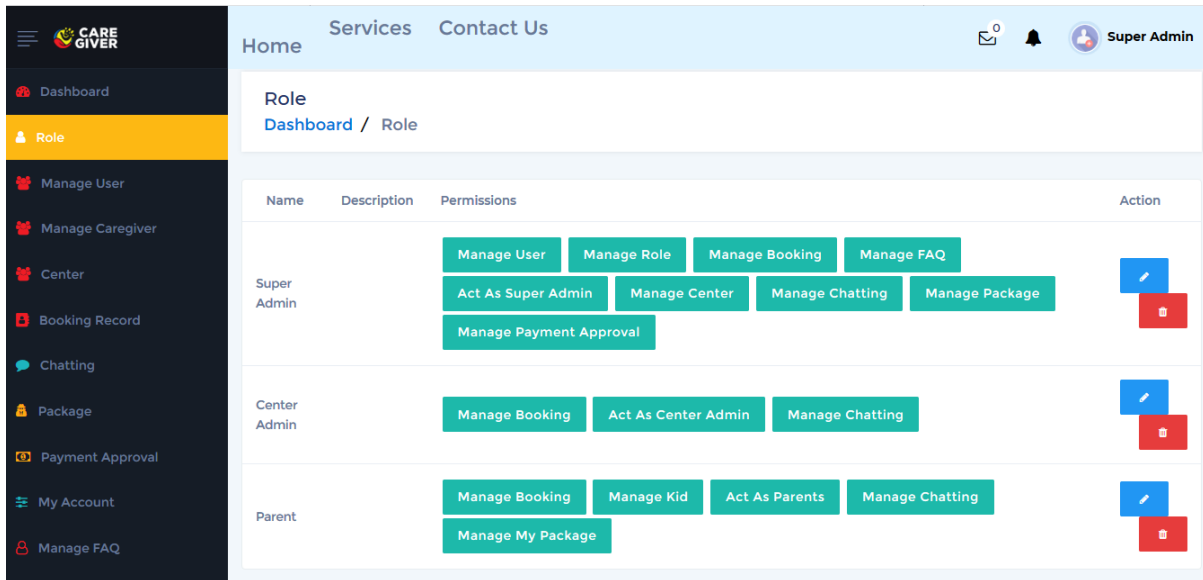 CARE
GIVER
Home Services Contact Us
0
Super Admin
Dashboard
Role
Manage User
Manage Caregiver
Center
Booking Record
Chatting
Package
Payment Approval
My Account
Manage FAQ
Role
Dashboard / Role
Name Description Permissions Action
Super
Admin
Manage User Manage Role Manage Booking Manage FAQ
Act As Super Admin Manage Center Manage Chatting Manage Package
Manage Payment Approval
Center
Admin
Manage Booking Act As Center Admin Manage Chatting
Parent
Manage Booking Manage Kid Act As Parents Manage Chatting
Manage My Package